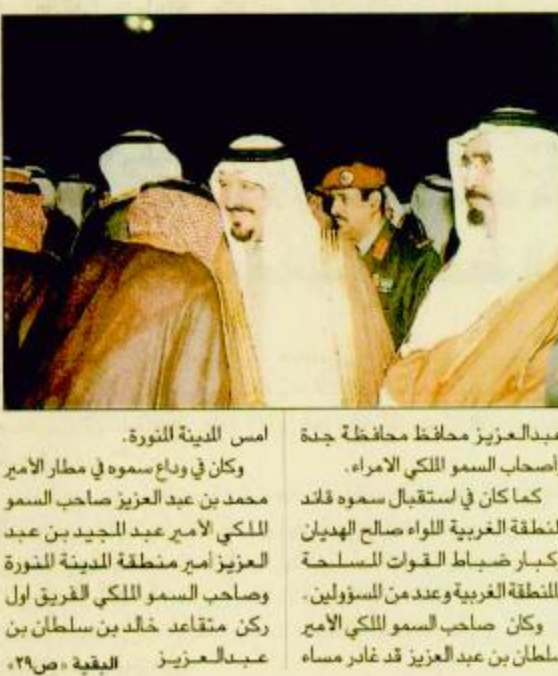 عبدالعزيز محافظ محافظة جدة
أصحاب السمو الملكي الامراء.
كما كان في استقبال سموه قائد
المنطقة الغربية اللواء صالح الهديان
كبار ضباط القوات المسلحة
المنطقة الغربية وعدد من المسؤولين.
وكان صاحب السمو الملكي الأمير
سلطان بن عبد العزيز قد غادر مساء
امس المدينة المنورة.
وكان في وداع سموه في مطار الأمير
محمد بن عبد العزيز صاحب السمو
الملكي الأمير عبد المجيد بن عبد
العزيز أمير منطقة المدينة المنورة
وصاحب السمو الملكي الفريق اول
ركن متقاعد خالد بن سلطان بن
عبدالعزيز البقية «ص٢٩»